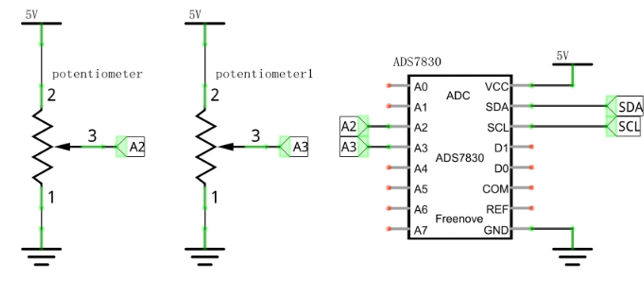 5V
potentiometer
2
3
A2
1
5V
potentiometer1
2
3
A3
1
ADS7830
5V
A0
ADC
VCC
A1
SDA
SDA
A2
A2
SCL
SCL
A3
A3
D1
ADS7830
A4
D0
A5
COM
A6
REF
Freenove
A7
GND